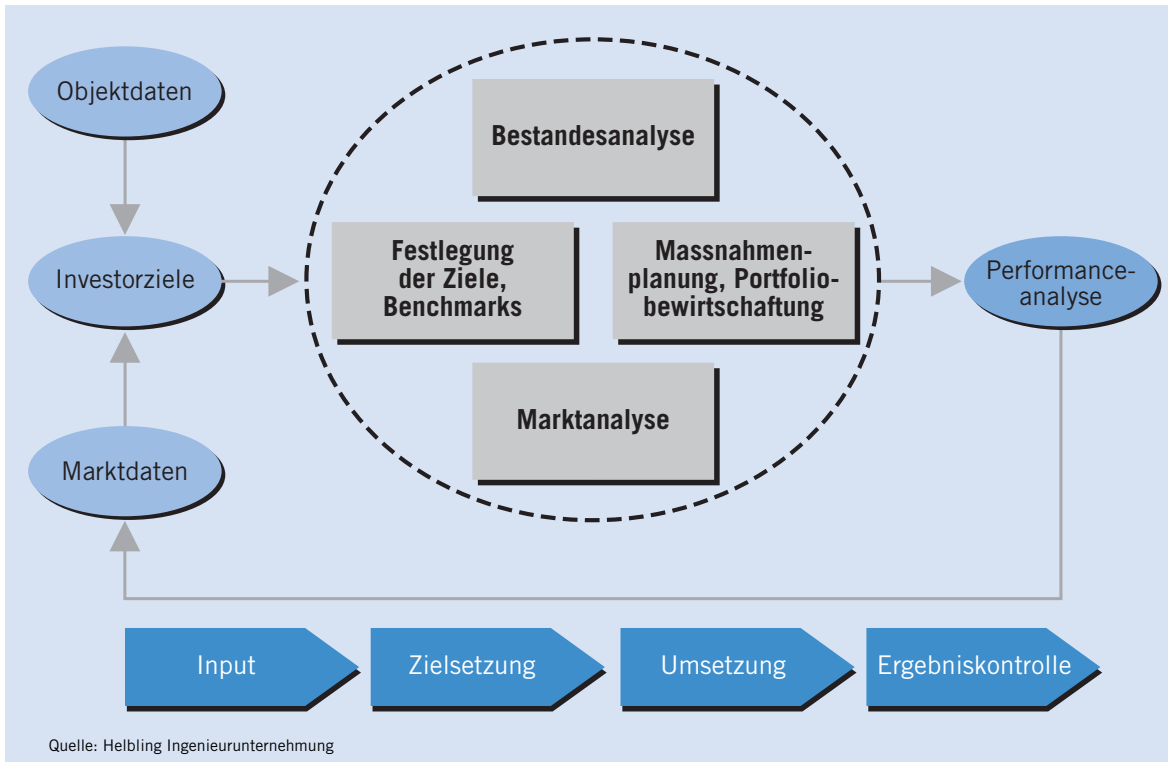 Objektdaten
Investorziele
Marktdaten
Bestandesanalyse
Festlegung
der Ziele,
Benchmarks
Massnahmen-
planung, Portfolio-
bewirtschaftung
Marktanalyse
Performance-
analyse
Input
Zielsetzung
Umsetzung
Ergebniskontrolle
Quelle: Helbling Ingenieurunternehmung